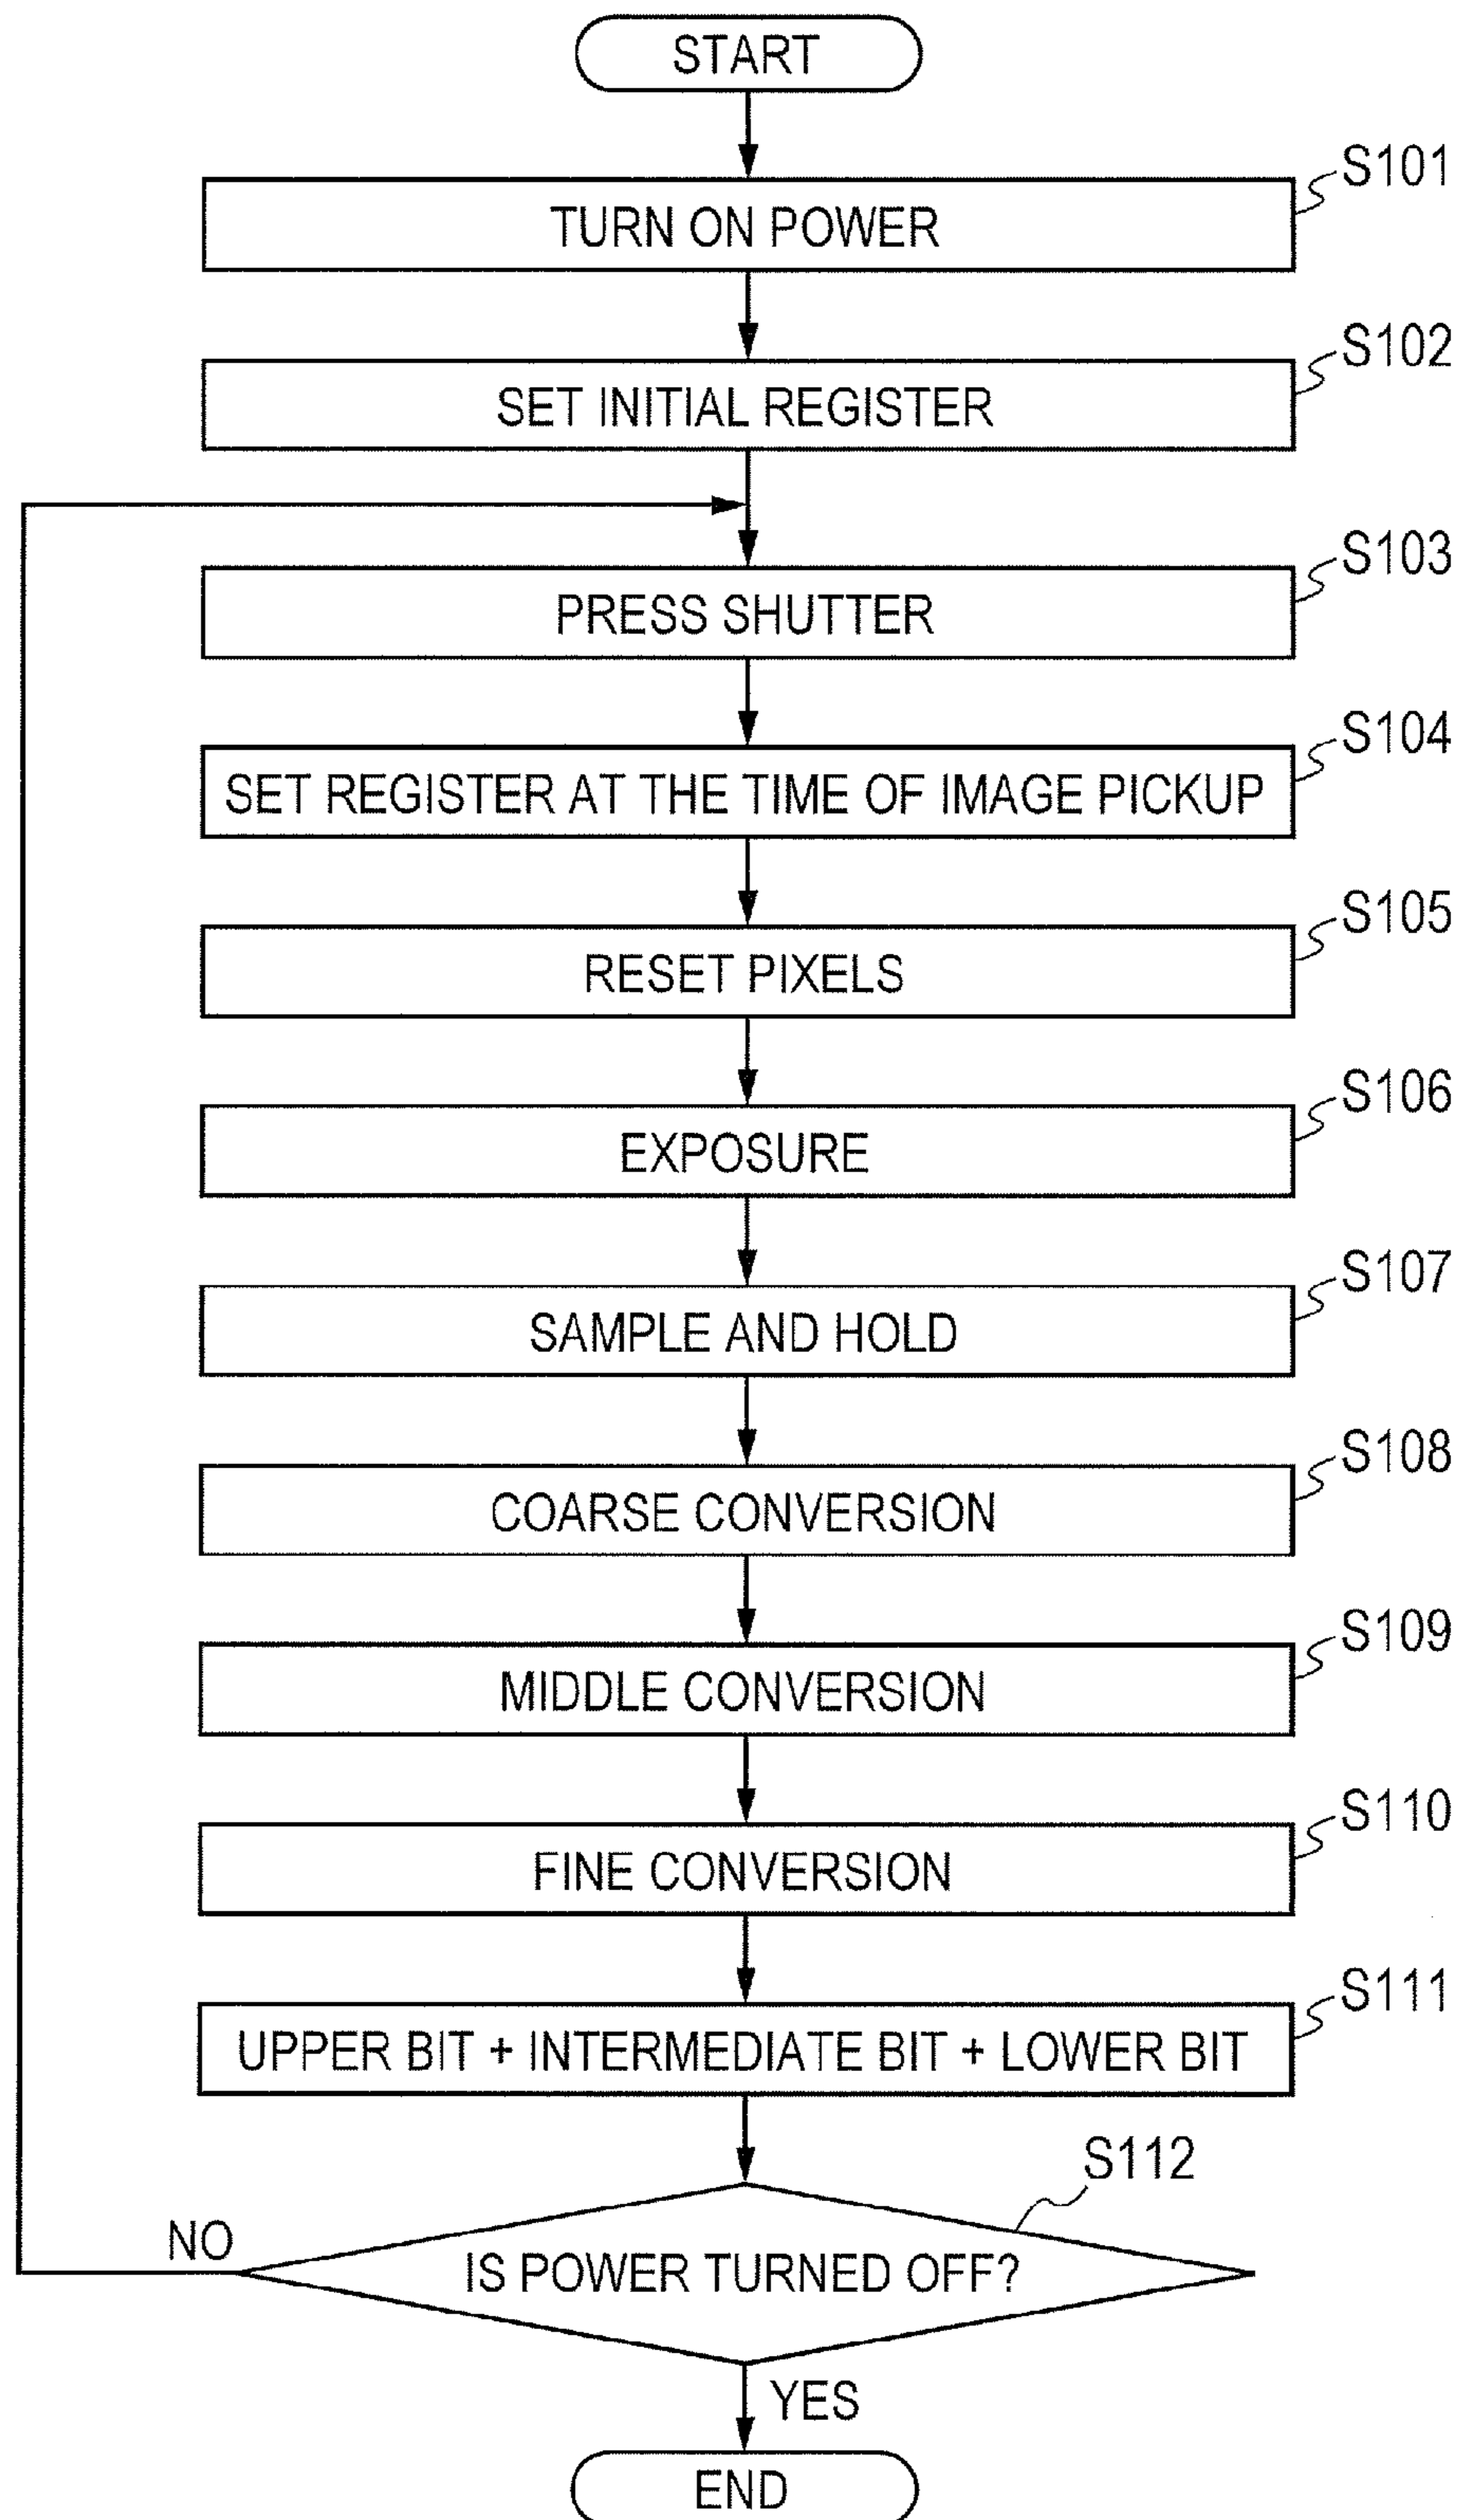 START
S101
TURN ON POWER
S102
SET INITIAL REGISTER
S103
PRESS SHUTTER
S104
SET REGISTER AT THE TIME OF IMAGE PICKUP
S105
RESET PIXELS
S106
EXPOSURE
S107
SAMPLE AND HOLD
S108
COARSE CONVERSION
S109
MIDDLE CONVERSION
S110
FINE CONVERSION
S111
UPPER BIT + INTERMEDIATE BIT + LOWER BIT
S112
NO
IS POWER TURNED OFF?
YES
END